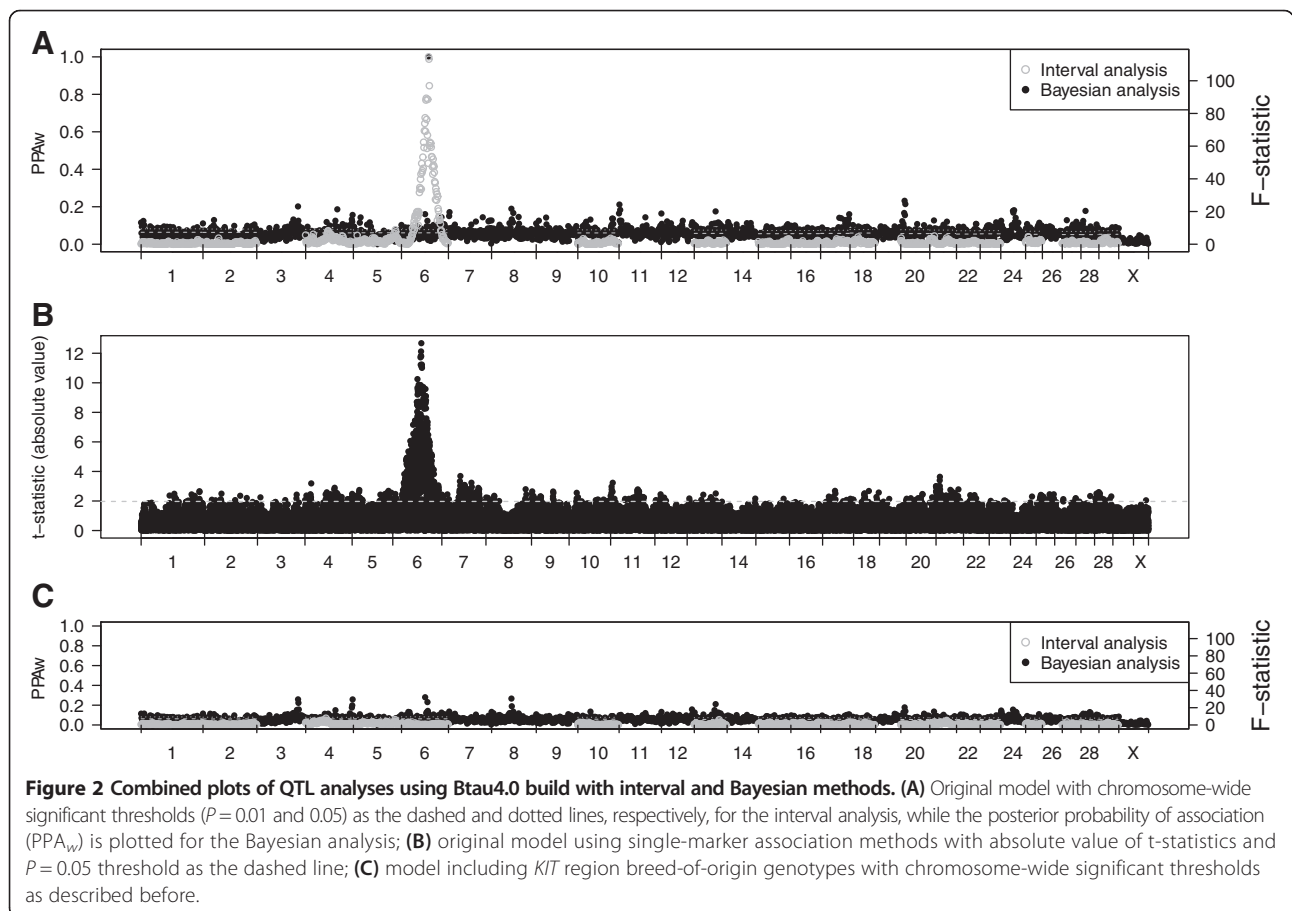 A
1.0
0.8
0.6
0.4
0.2
0.0
PPAw
100
80
60
40
20
0
F−statistic
Interval analysis
Bayesian analysis
1 2 3 4 5 6 7 8 9 10 11 12 14 16 18 20 22 24 26 28 X
B
12
10
8
6
4
2
0
t−statistic (absolute value)
1 2 3 4 5 6 7 8 9 10 11 12 14 16 18 20 22 24 26 28 X
C
1.0
0.8
0.6
0.4
0.2
0.0
PPAw
100
80
60
40
20
0
F−statistic
Interval analysis
Bayesian analysis
1 2 3 4 5 6 7 8 9 10 11 12 14 16 18 20 22 24 26 28 X
Figure 2 Combined plots of QTL analyses using Btau4.0 build with interval and Bayesian methods. (A) Original model with chromosome-wide
significant thresholds (P = 0.01 and 0.05) as the dashed and dotted lines, respectively, for the interval analysis, while the posterior probability of association
(PPAw) is plotted for the Bayesian analysis; (B) original model using single-marker association methods with absolute value of t-statistics and
P = 0.05 threshold as the dashed line; (C) model including KIT region breed-of-origin genotypes with chromosome-wide significant thresholds
as described before.